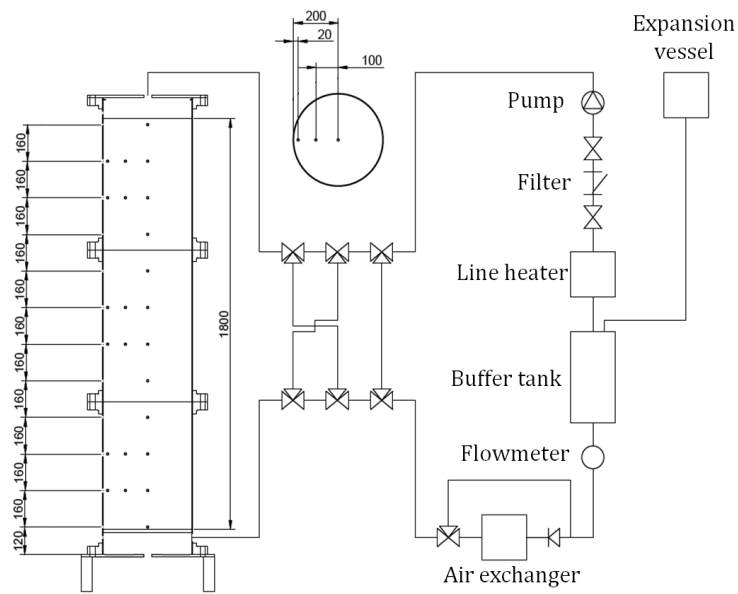 200
20
100
Expansion
vessel
Pump
Filter
Line heater
Buffer tank
Flowmeter
Air exchanger
160
160
160
160
160
160
160
160
160
160
160
120
1800